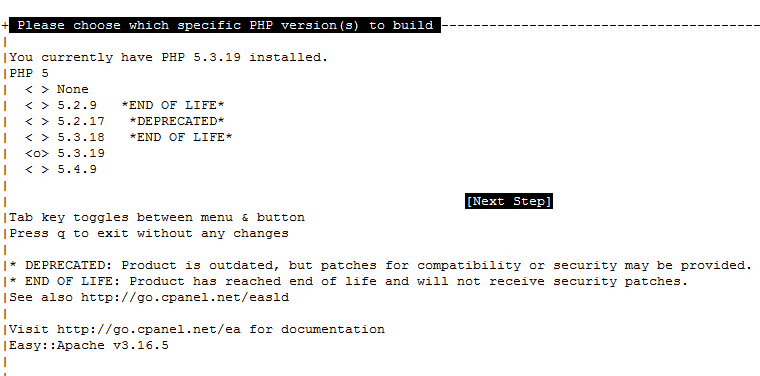 Please choose which specific PHP version(s) to build
You currently have PHP 5.3.19 installed.
PHP 5
< > None
< > 5.2.9 *END OF LIFE*
< > 5.2.17 *DEPRECATED*
< > 5.3.18 *END OF LIFE*
<o> 5.3.19
< > 5.4.9
[Next Step]
Tab key toggles between menu & button
Press q to exit without any changes
* DEPRECATED: Product is outdated, but patches for compatibility or security may be provided.
* END OF LIFE: Product has reached end of life and will not receive security patches.
See also http://go.cpanel.net/easld
Visit http://go.cpanel.net/ea for documentation
Easy::Apache v3.16.5